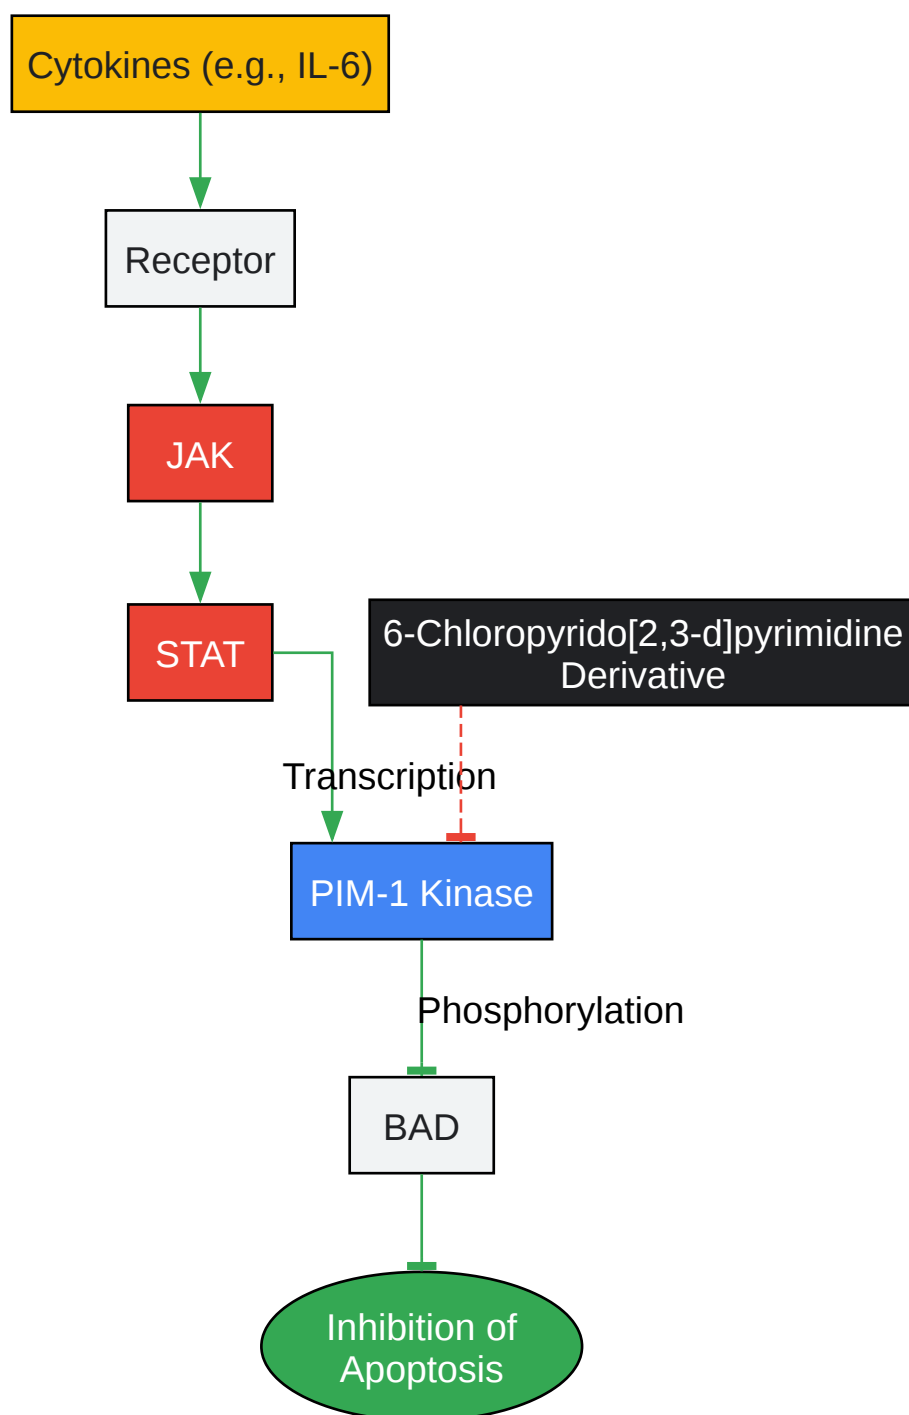 Cytokines (e.g., IL-6)
Receptor
JAK
STAT
6-Chloropyrido[2,3-d]pyrimidine
Derivative
Transcription
PIM-1 Kinase
Phosphorylation
BAD
Inhibition of
Apoptosis